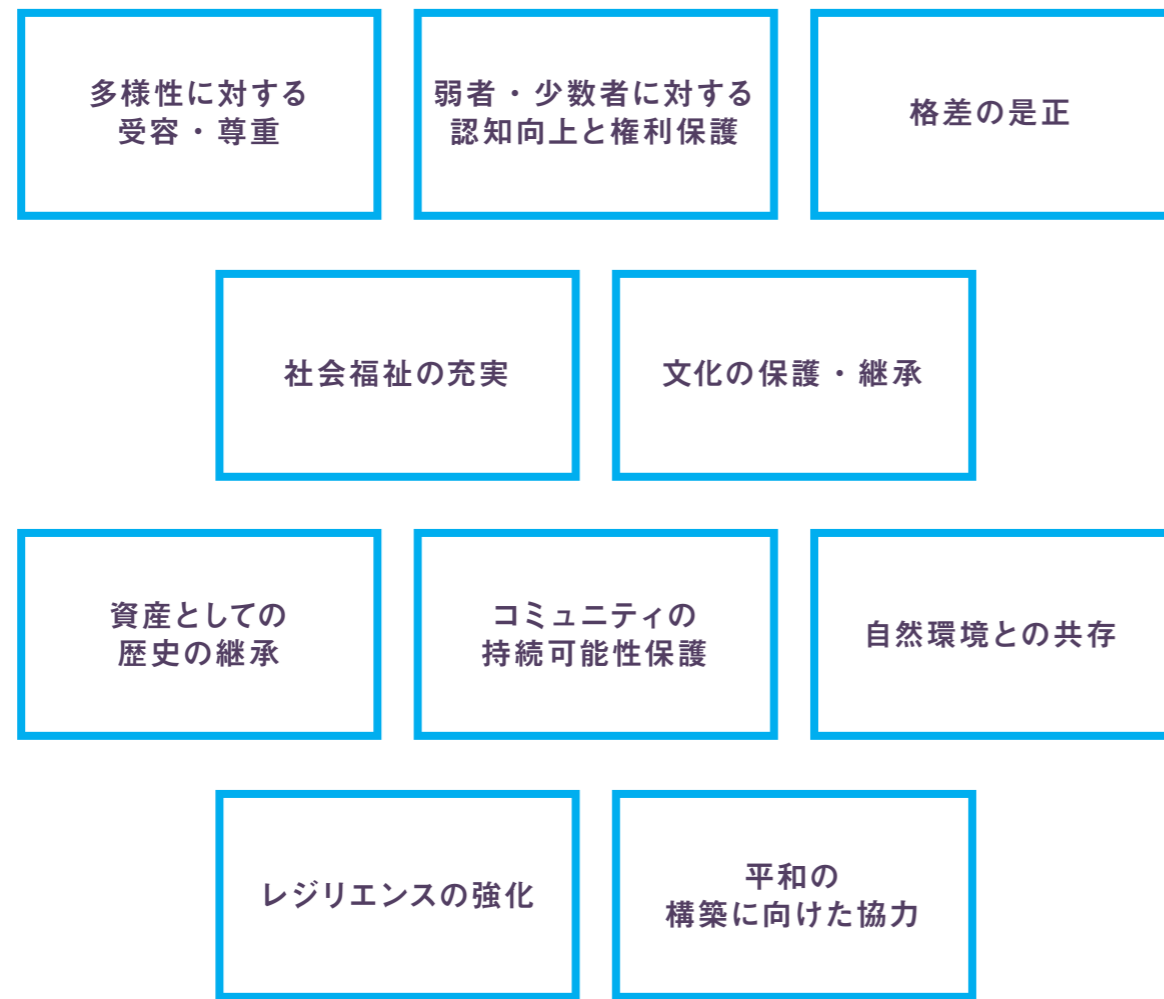 多様性に対する
受容・尊重
弱者・少数者に対する
認知向上と権利保護
格差の是正
社会福祉の充実
文化の保護・継承
資産としての
歴史の継承
コミュニティの
持続可能性保護
自然環境との共存
レジリエンスの強化
平和の
構築に向けた協力